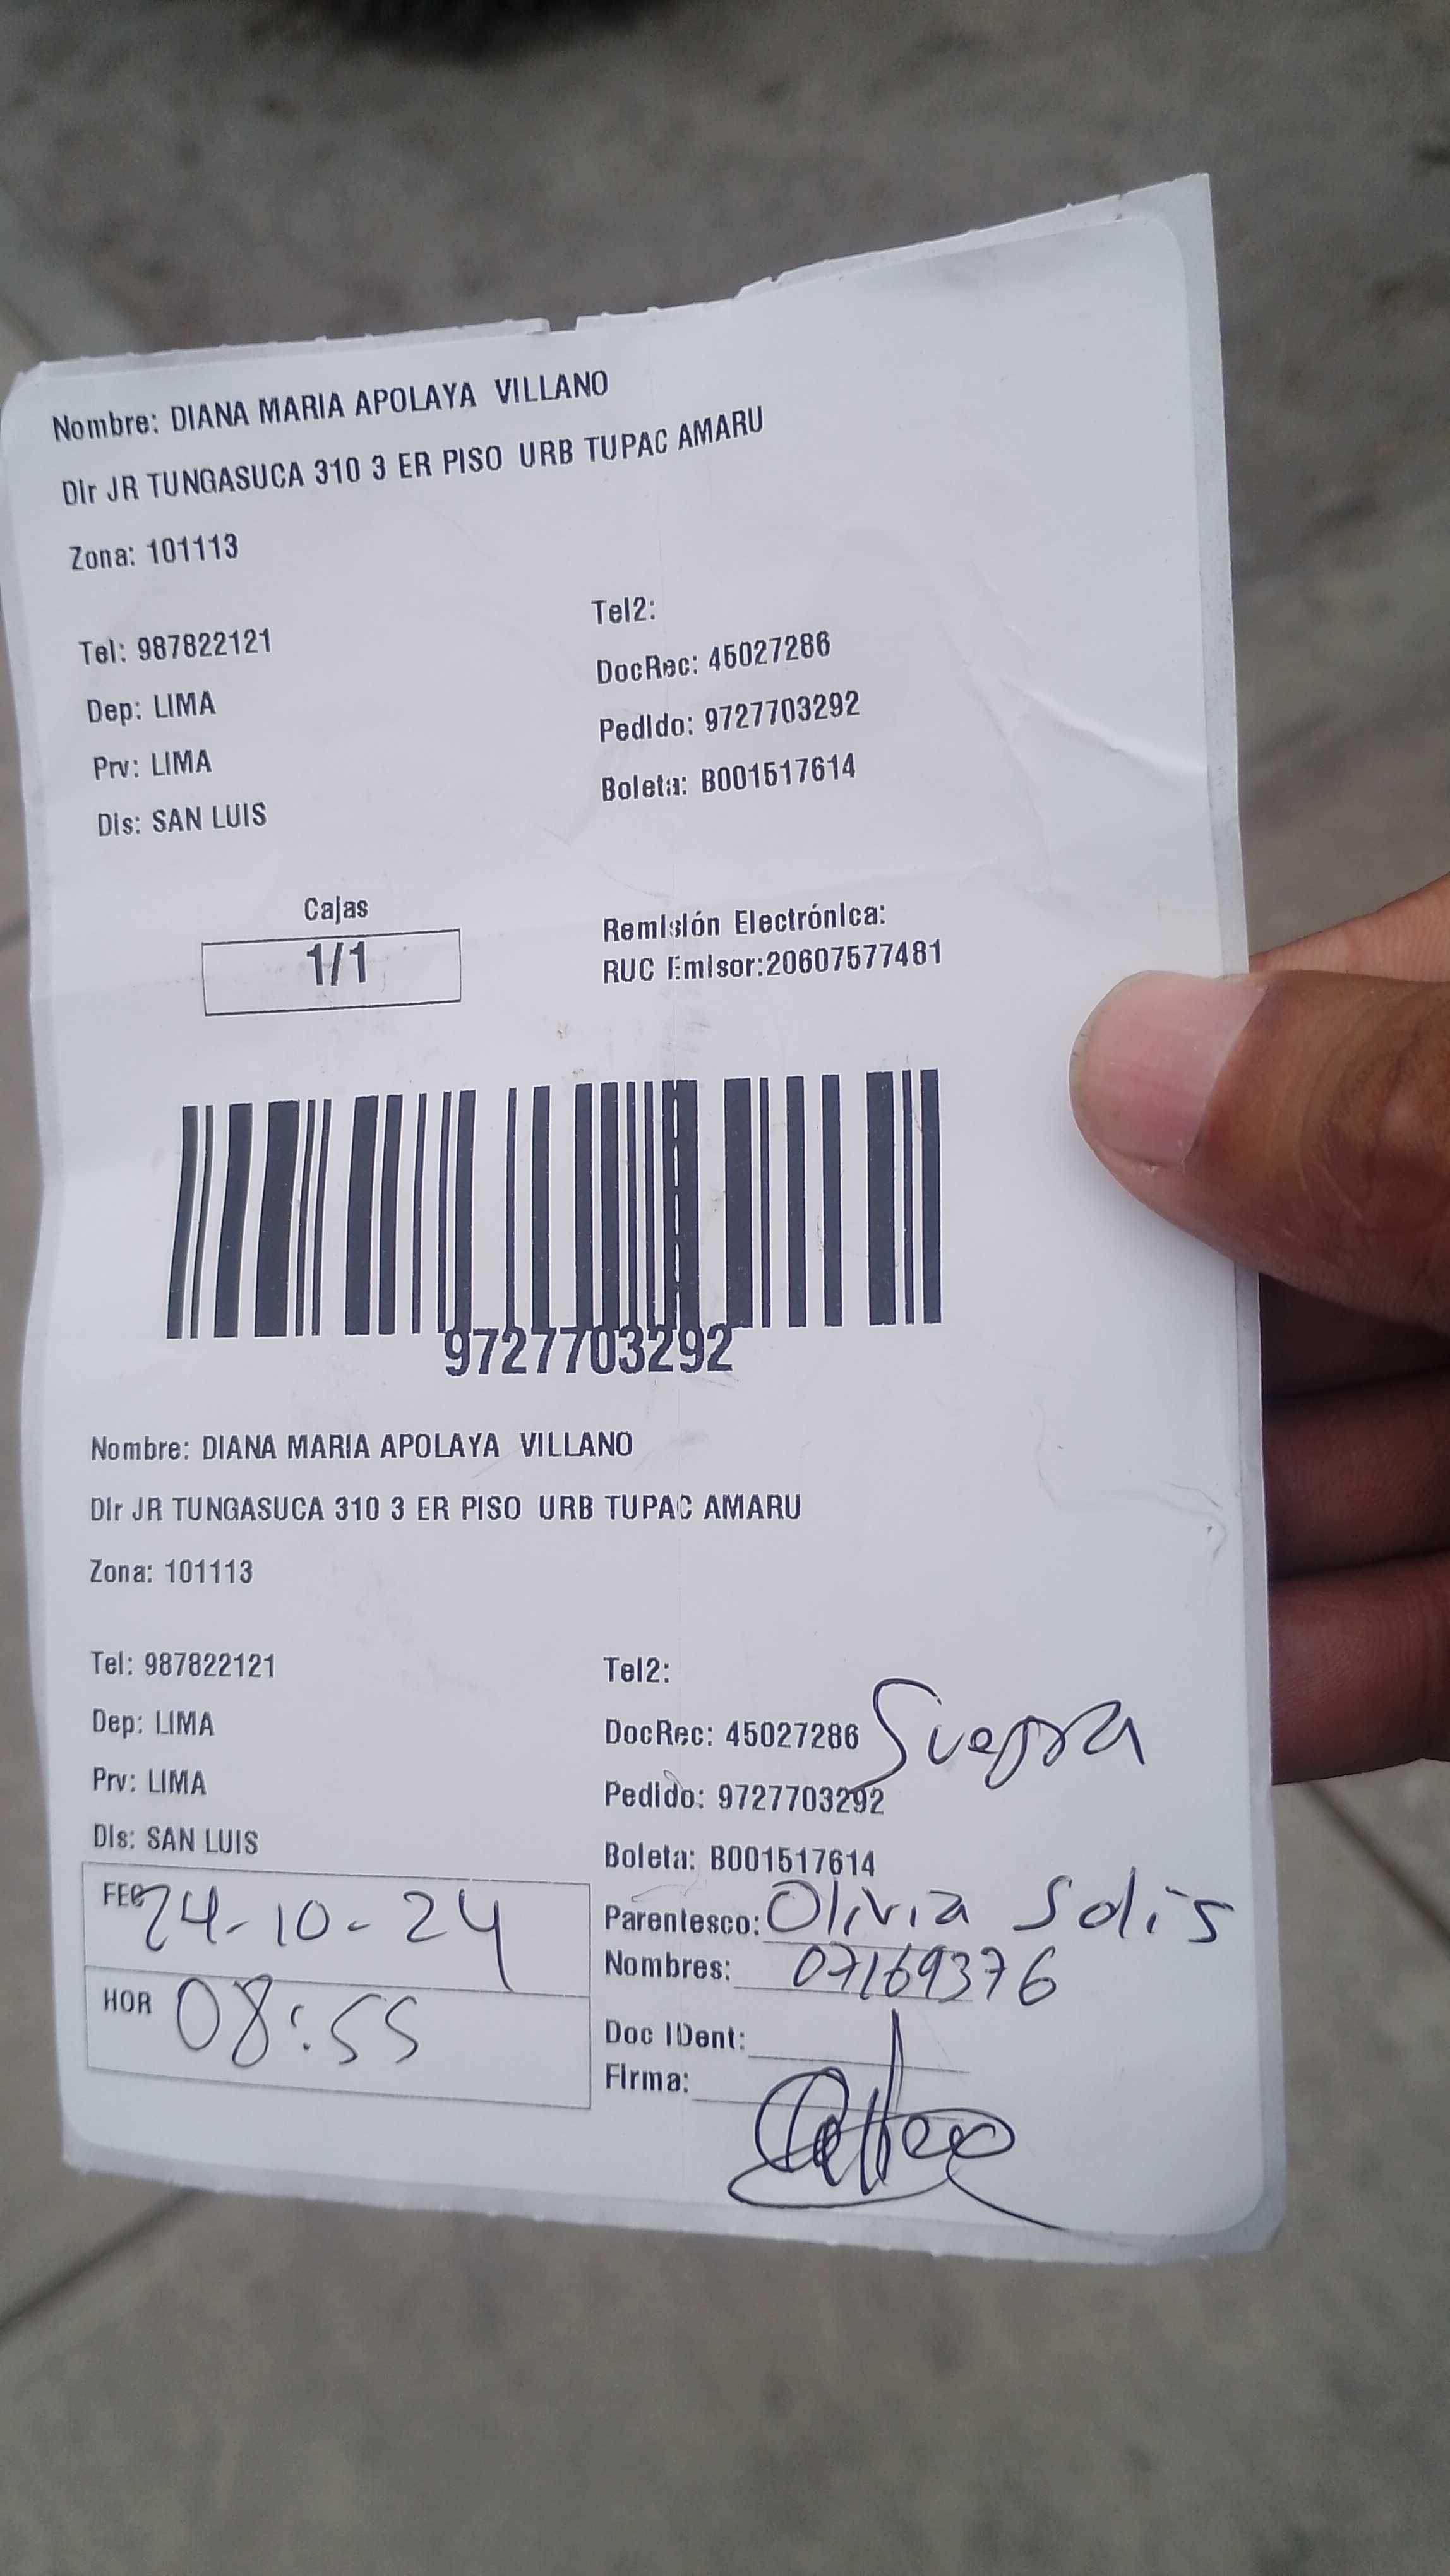 Nombre: DIANA MARIA APOLAYA VILLANO
Dir JR TUNGASUCA 310 3 ER PISO URB TUPAC AMARU
Zona: 101113
Tel: 987822121
Dep: LIMA
Prv: LIMA
Dis: SAN LUIS
Tel2:
DocRec: 45027286
Pedido: 9727703292
Boleta: B001517614
Cajas
1/1
Remisión Electrónica:
RUC Emisor:20607577481
9727703292
Nombre: DIANA MARIA APOLAYA VILLANO
Dir JR TUNGASUCA 310 3 ER PISO URB TUPAC AMARU
Zona: 101113
Tel: 987822121
Dep: LIMA
Prv: LIMA
Dis: SAN LUIS
FEC 24-10-24
HOR 08:55
Tel2:
DocRec: 45027286 Suegra
Pedido: 9727703292
Boleta: B001517614
Parentesco: Olivia Solis
Nombres: 07169376
Doc IDent:
Firma: